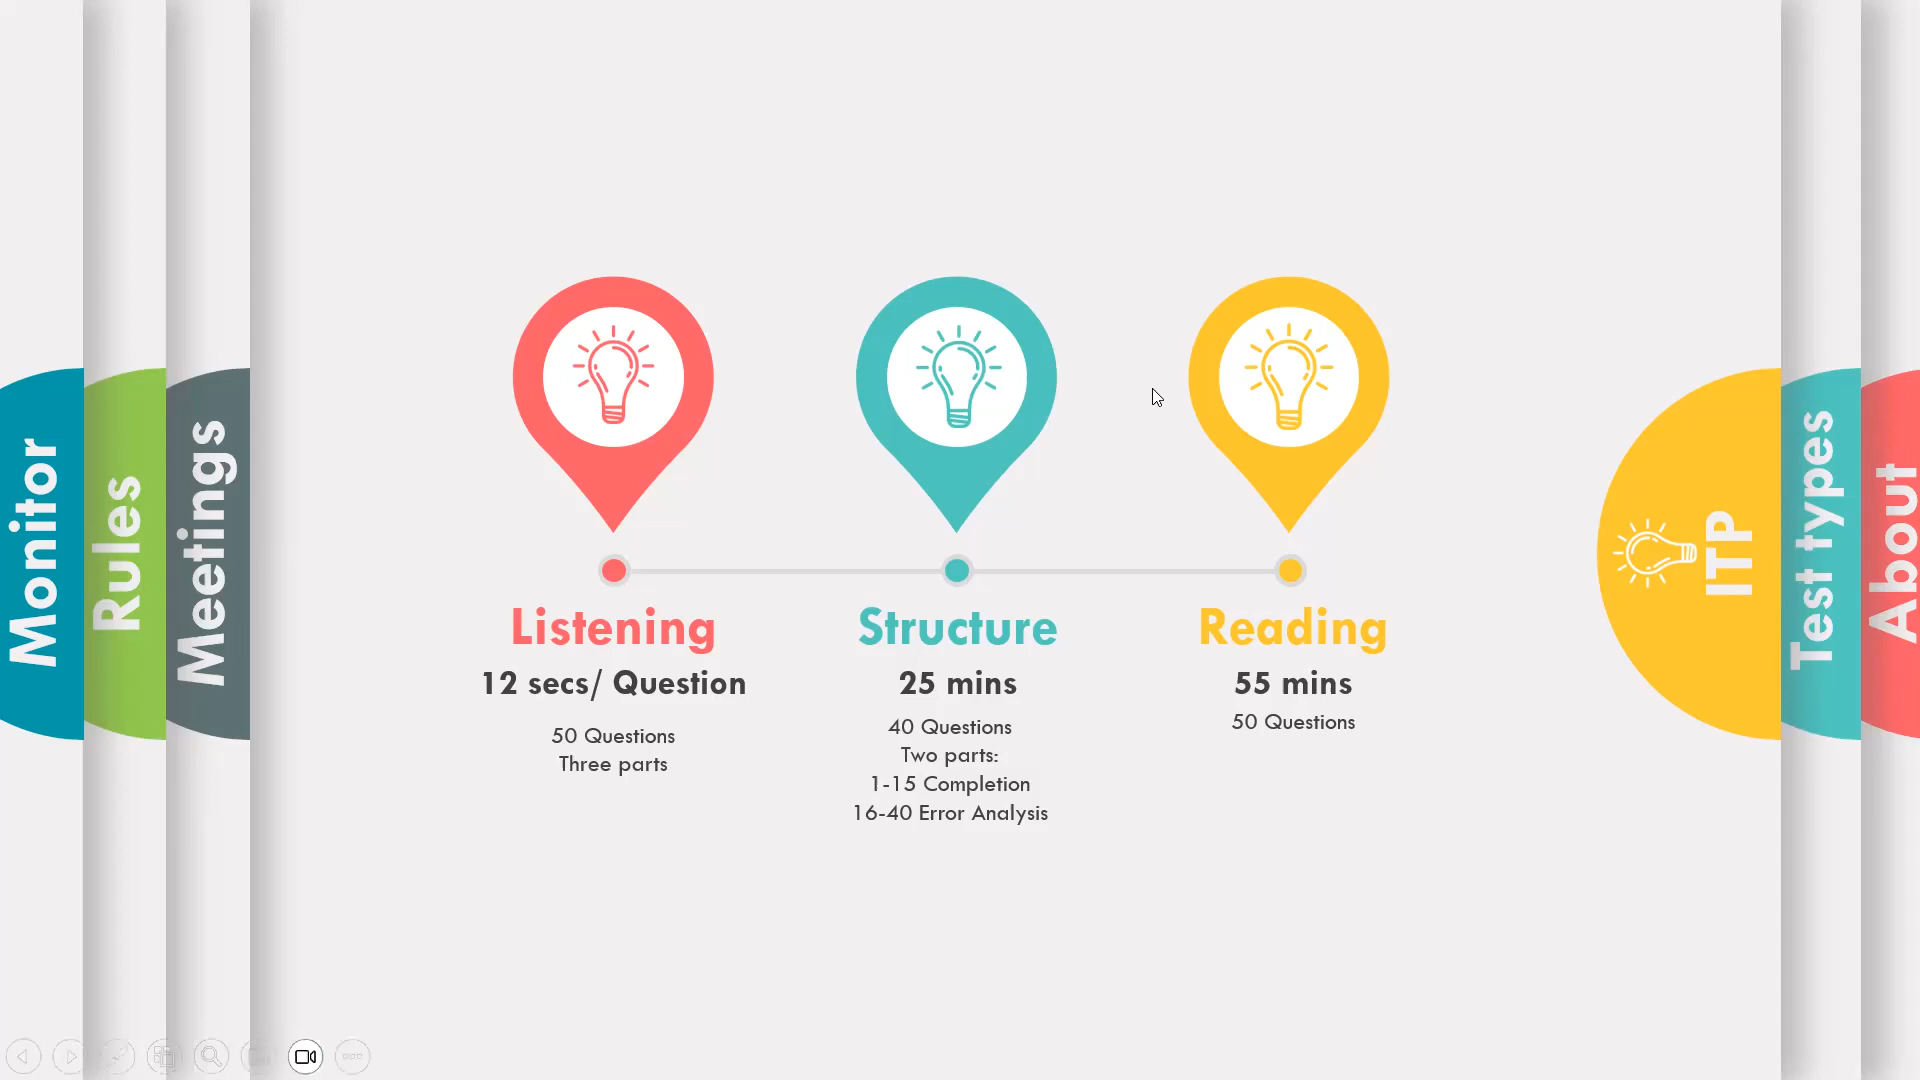 Monitor
Rules
Meetings
Listening
12 secs/ Question
50 Questions
Three parts
Structure
25 mins
40 Questions
Two parts:
1-15 Completion
16-40 Error Analysis
Reading
55 mins
50 Questions
ITP
Test types
About